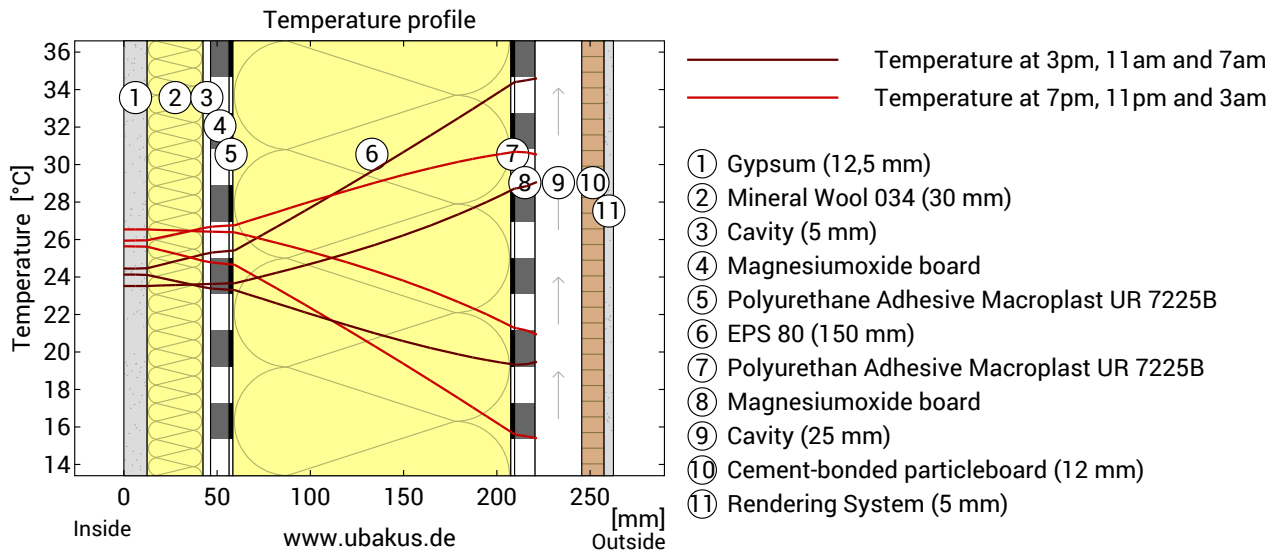 Temperature profile
Temperature [°C]
36
34
32
30
28
26
24
22
20
18
16
14
1
2
3
4
5
6
7
8
9
10
11
0
50
100
150
200
250
[mm]
Inside
www.ubakus.de
Outside
Temperature at 3pm, 11am and 7am
Temperature at 7pm, 11pm and 3am
1 Gypsum (12,5 mm)
2 Mineral Wool 034 (30 mm)
3 Cavity (5 mm)
4 Magnesiumoxide board
5 Polyurethane Adhesive Macroplast UR 7225B
6 EPS 80 (150 mm)
7 Polyurethan Adhesive Macroplast UR 7225B
8 Magnesiumoxide board
9 Cavity (25 mm)
10 Cement-bonded particleboard (12 mm)
11 Rendering System (5 mm)